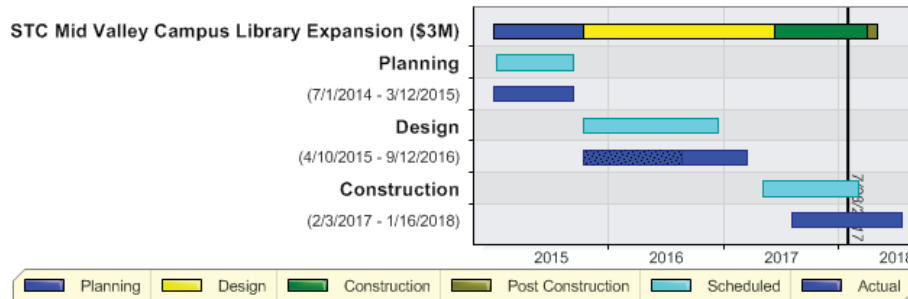 STC Mid Valley Campus Library Expansion ($3M)
Planning
(7/1/2014 - 3/12/2015)
Design
(4/10/2015 - 9/12/2016)
Construction
(2/3/2017 - 1/16/2018)
2015 2016 2017 2018
Planning Design Construction Post Construction Scheduled Actual